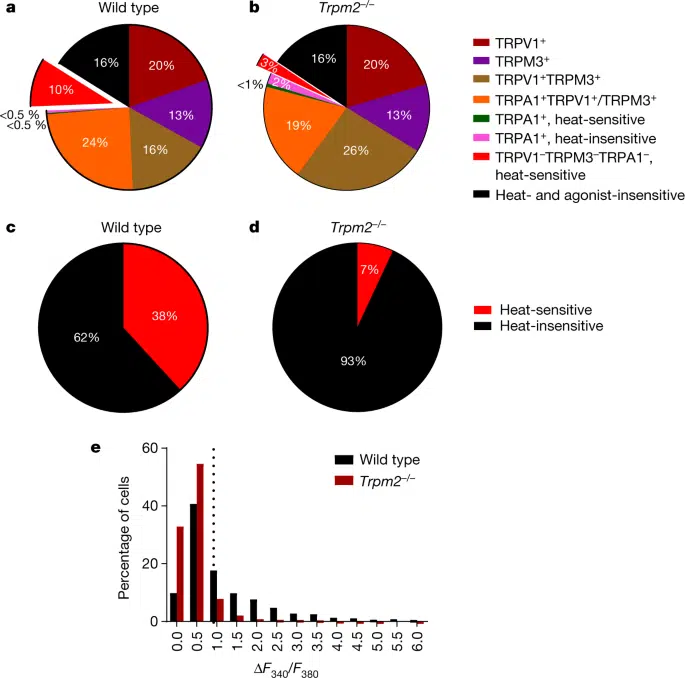 a
Wild type
16%
20%
10%
13%
<0.5 %
<0.5 %
24%
16%
b
Trpm2–/–
16%
20%
3%
2%
<1%
13%
19%
26%
TRPV1+
TRPM3+
TRPV1+TRPM3+
TRPA1+TRPV1+/TRPM3+
TRPA1+, heat-sensitive
TRPA1+, heat-insensitive
TRPV1–TRPM3–TRPA1–,
heat-sensitive
Heat- and agonist-insensitive
c
Wild type
38%
62%
d
Trpm2–/–
7%
93%
Heat-sensitive
Heat-insensitive
e
Percentage of cells
60
40
20
0
Wild type
Trpm2–/–
0.0
0.5
1.0
1.5
2.0
2.5
3.0
3.5
4.0
4.5
5.0
5.5
6.0
ΔF340/F380